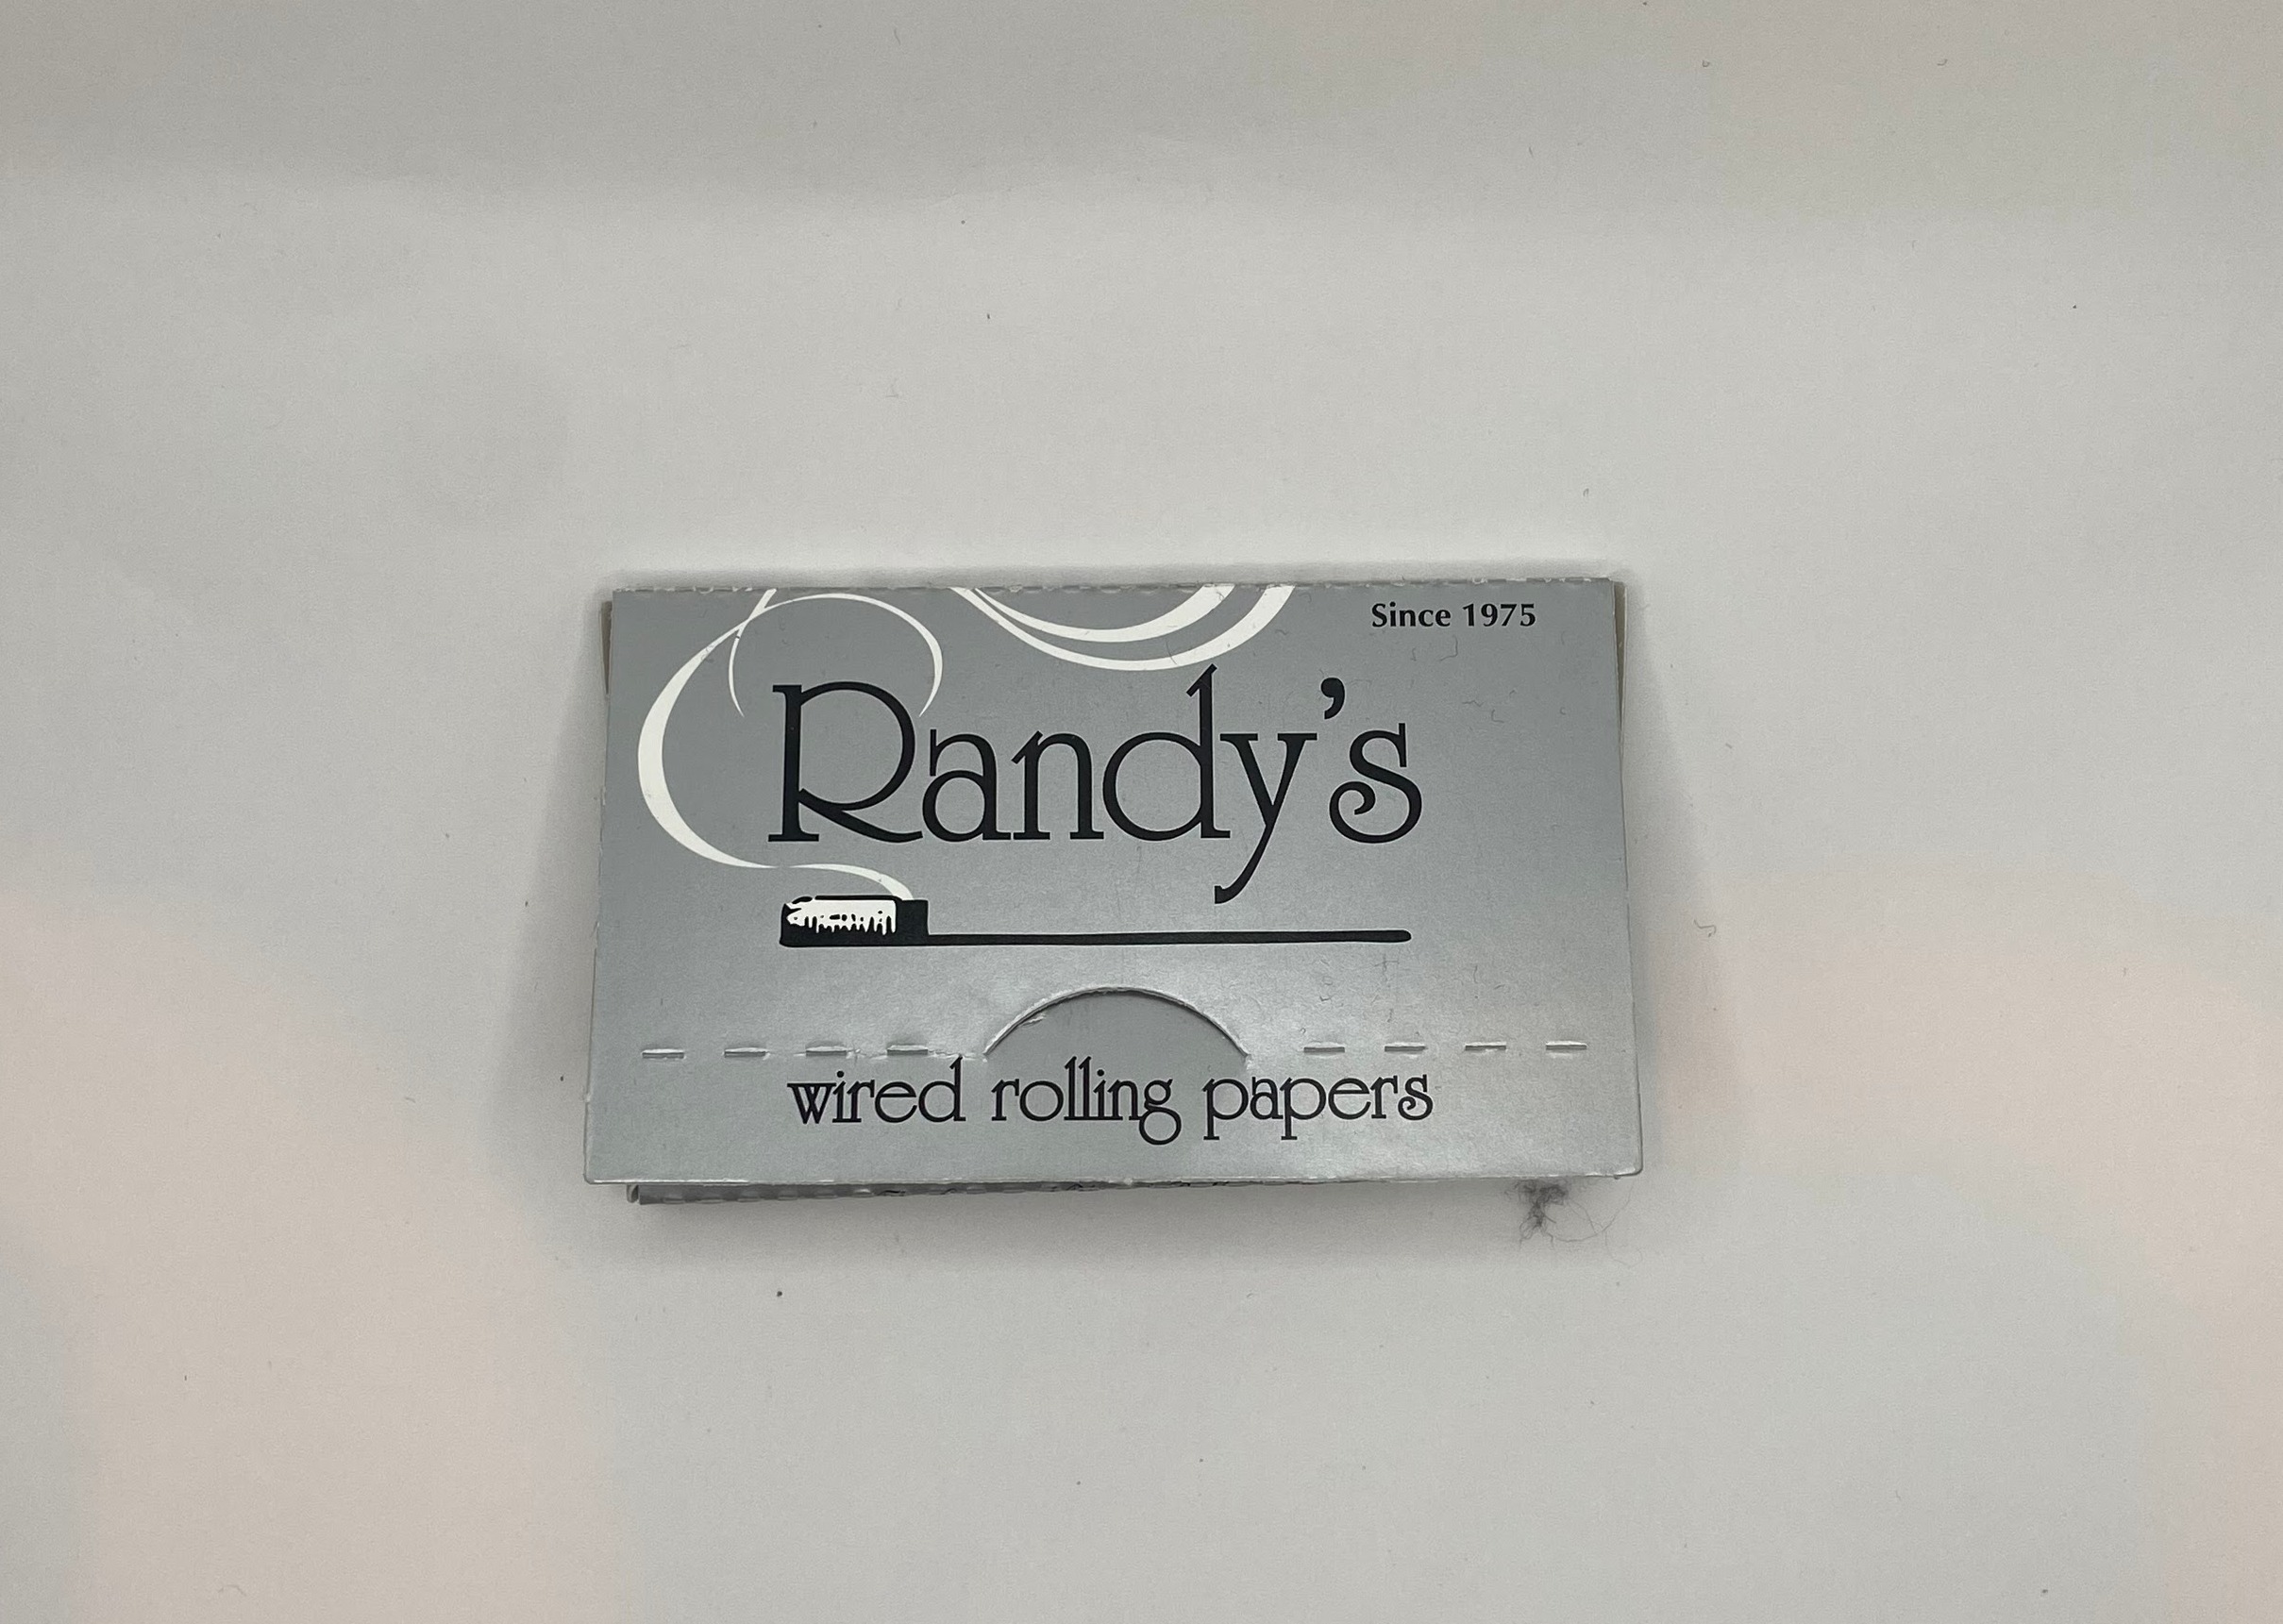 Since 1975
Randy's
wired rolling papers